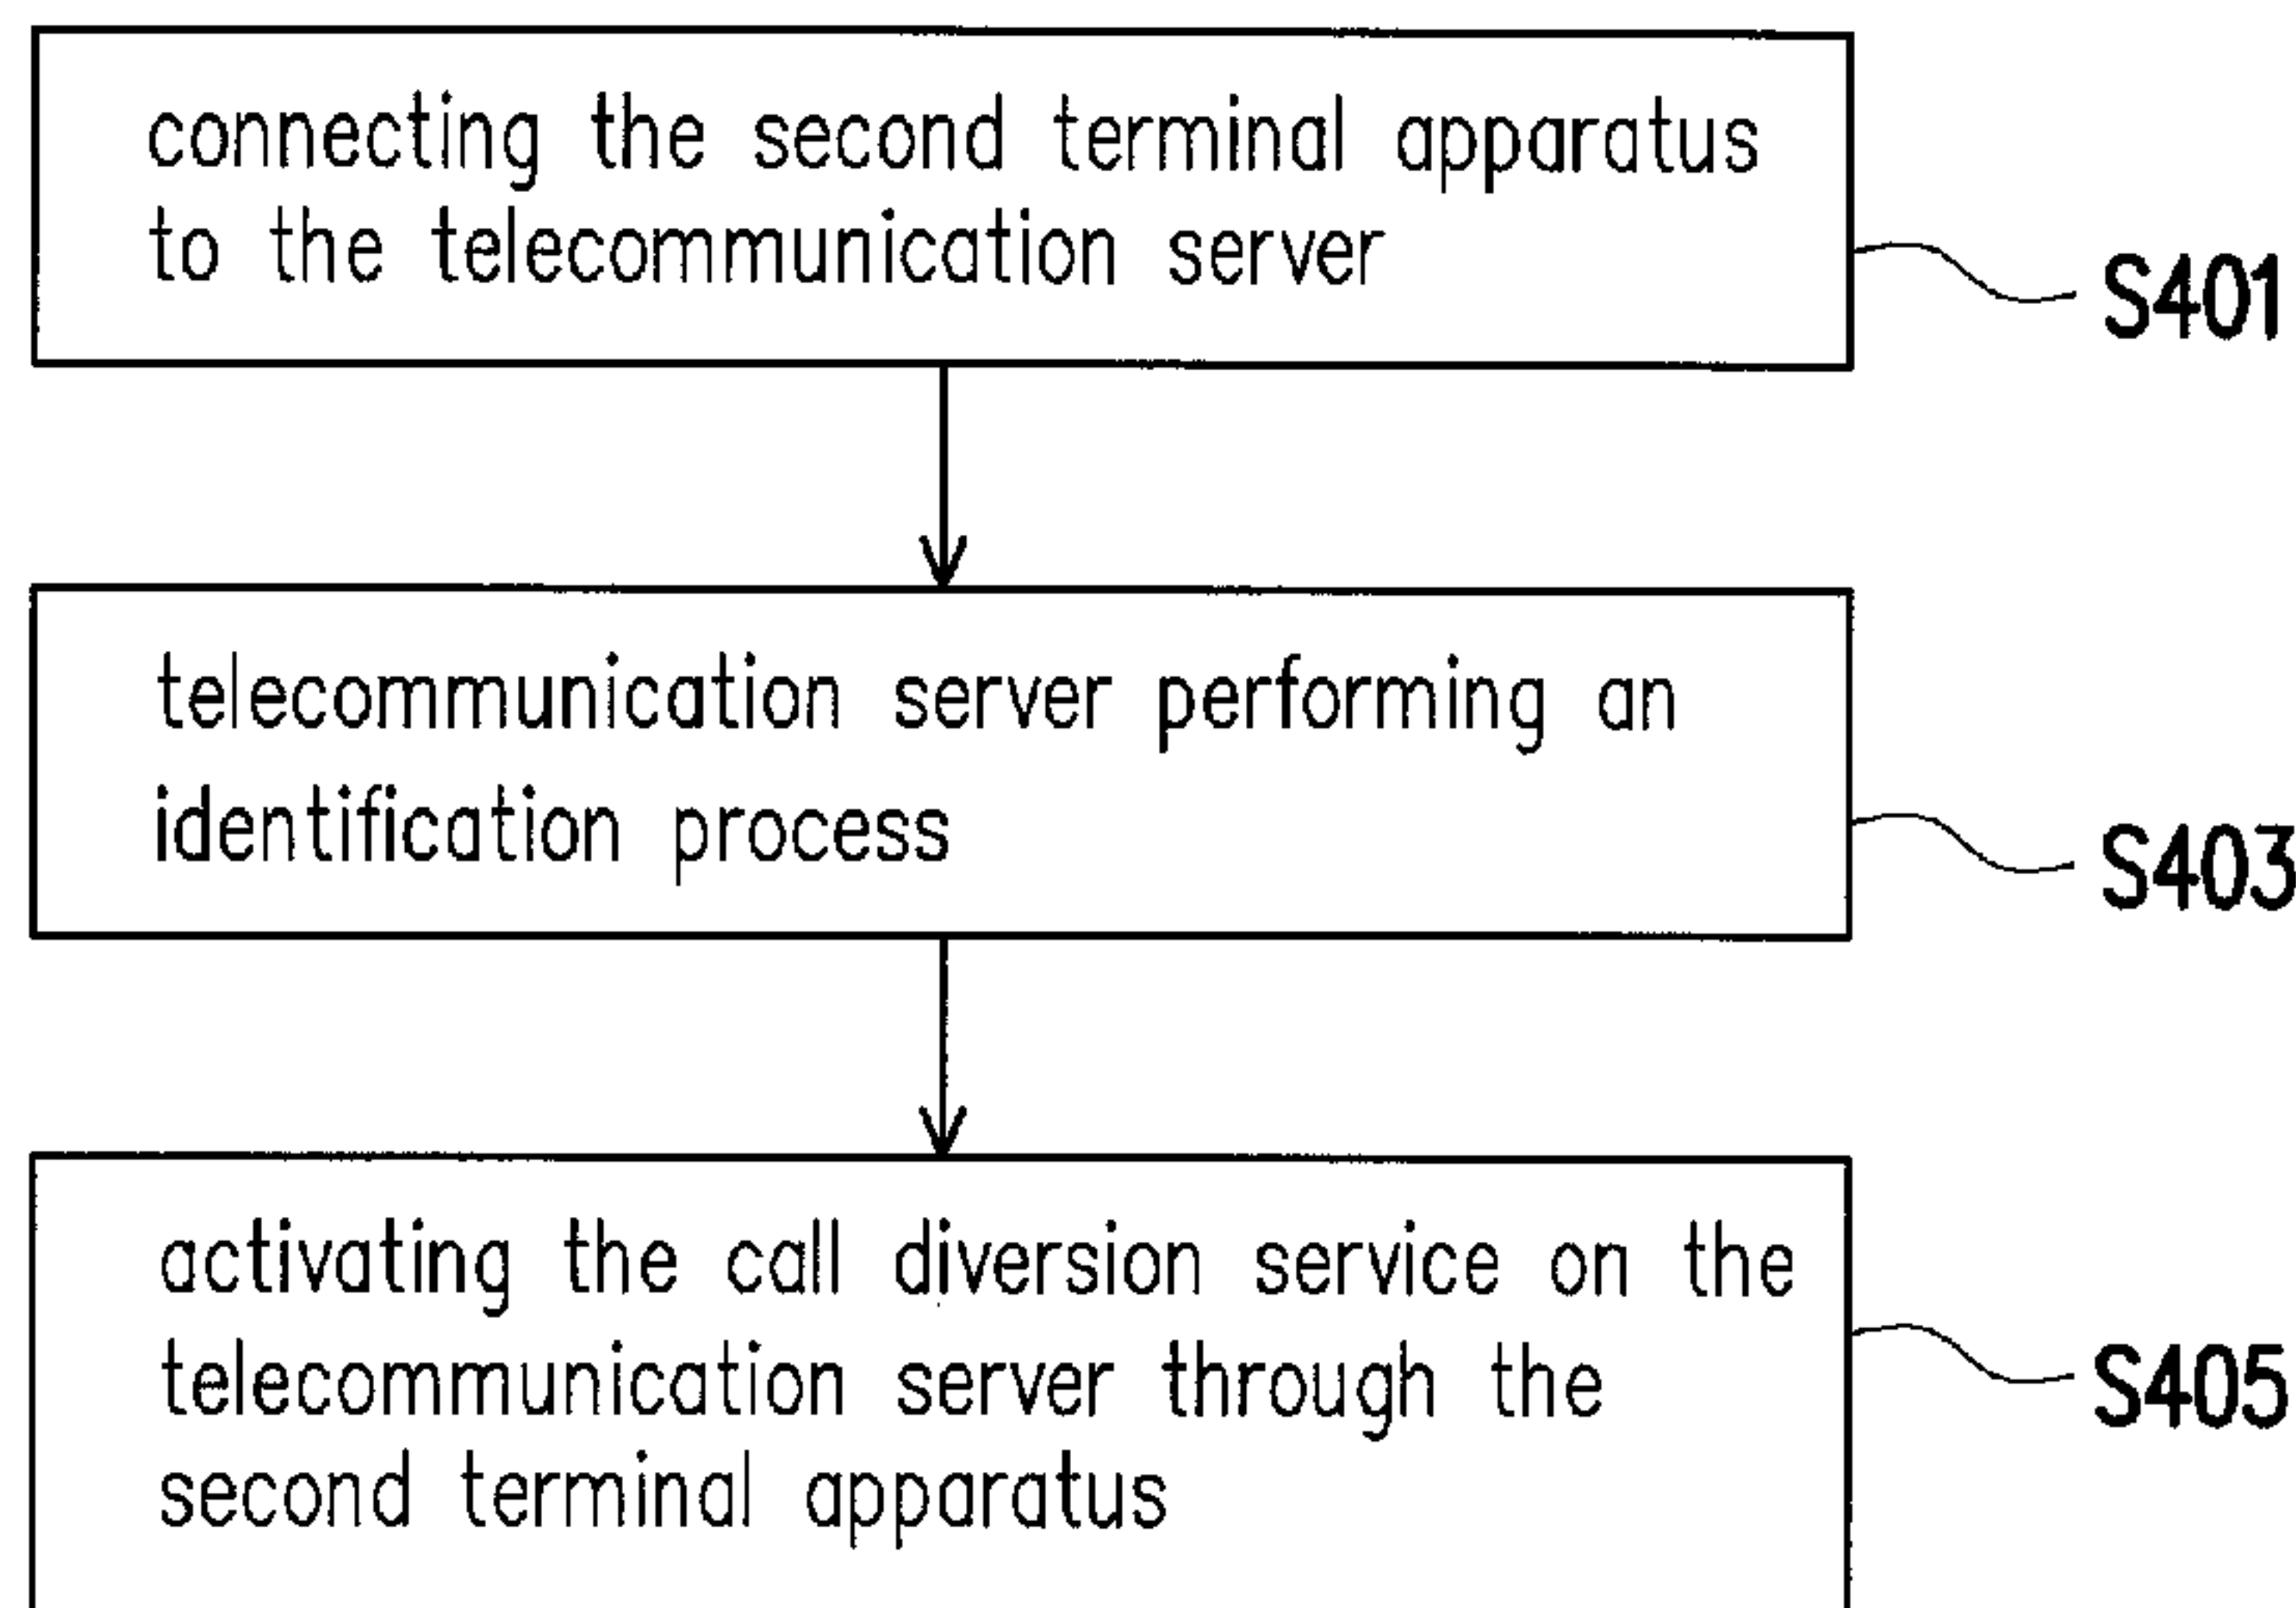 connecting the second terminal apparatus
to the telecommunication server
S401
telecommunication server performing an
identification process
S403
activating the call diversion service on the
telecommunication server through the
second terminal apparatus
S405